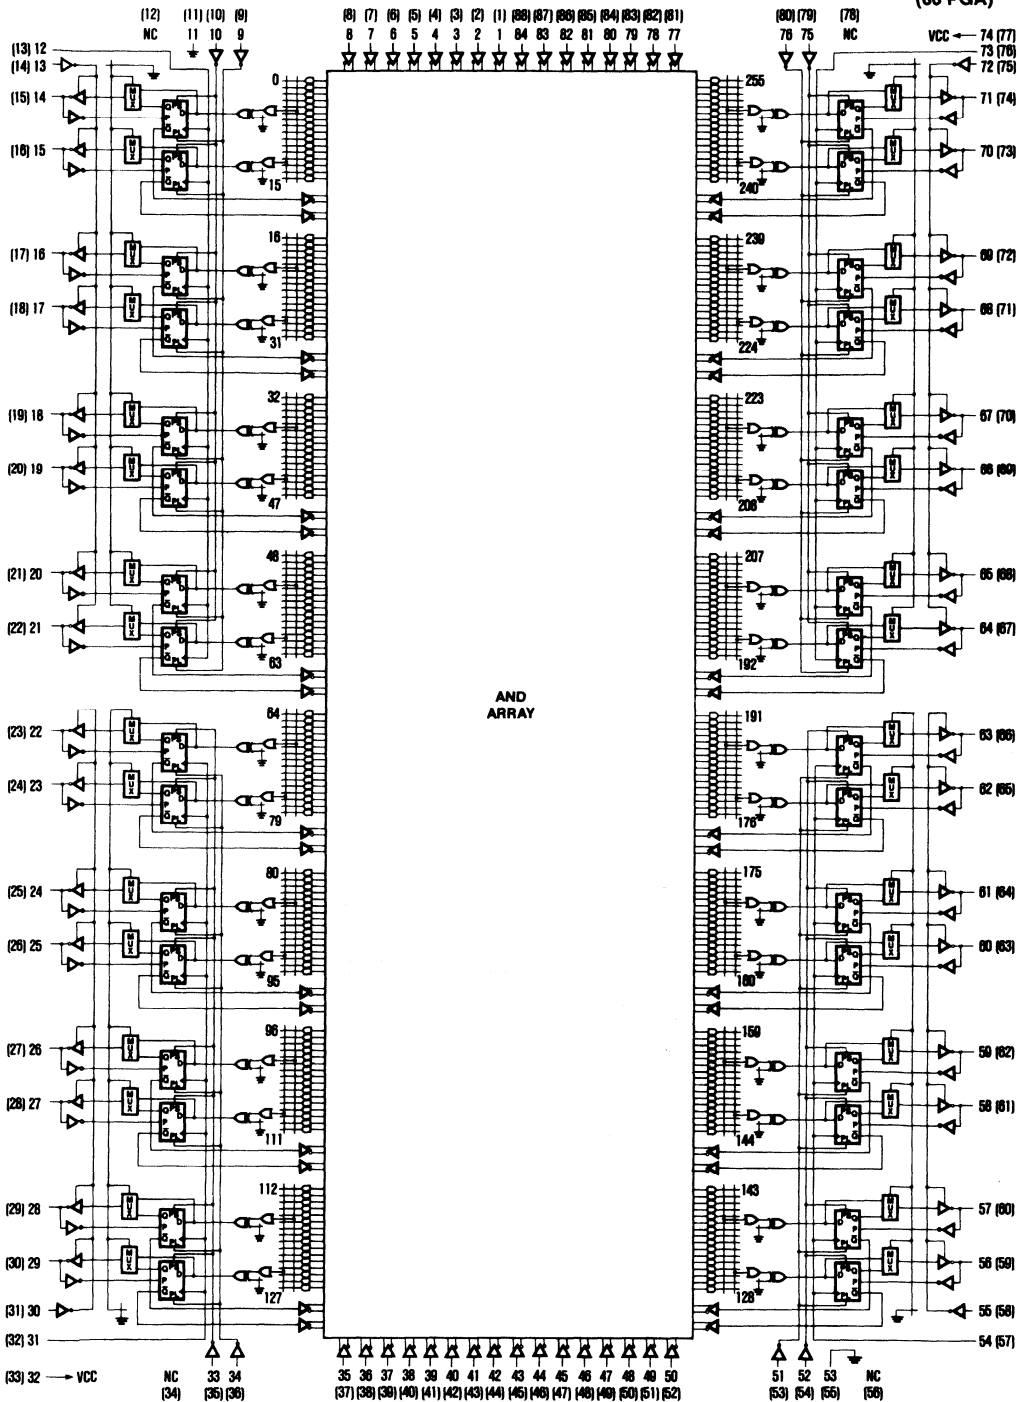 (88 PGA)
(12) (11) (10) (9) (8) (7) (6) (5) (4) (3) (2) (1) (88) (87) (86) (85) (84) (83) (82) (81) (80) (79) (78)
NC 11 10 9 8 7 6 5 4 3 2 1 84 83 82 81 80 79 78 77 76 75 NC VCC 74 (77)
(13) 12 73 (76)
(14) 13 72 (75)
0 255
(15) 14 71 (74)
(16) 15 70 (73)
15 240
16 239
(17) 16 69 (72)
(18) 17 68 (71)
31 224
32 223
(19) 18 67 (70)
(20) 19 66 (69)
47 208
48 207
(21) 20 65 (68)
(22) 21 64 (67)
63 192
AND
ARRAY
64 191
(23) 22 63 (66)
(24) 23 62 (65)
79 176
80 175
(25) 24 61 (64)
(26) 25 60 (63)
95 160
96 159
(27) 26 59 (62)
(28) 27 58 (61)
111 144
112 143
(29) 28 57 (60)
(30) 29 56 (59)
127 128
(31) 30 55 (58)
(32) 31 54 (57)
(33) 32 VCC NC 33 34 35 36 37 38 39 40 41 42 43 44 45 46 47 48 49 50 51 52 53 NC
(34) (35) (36) (37) (38) (39) (40) (41) (42) (43) (44) (45) (46) (47) (48) (49) (50) (51) (52) (53) (54) (55) (56)